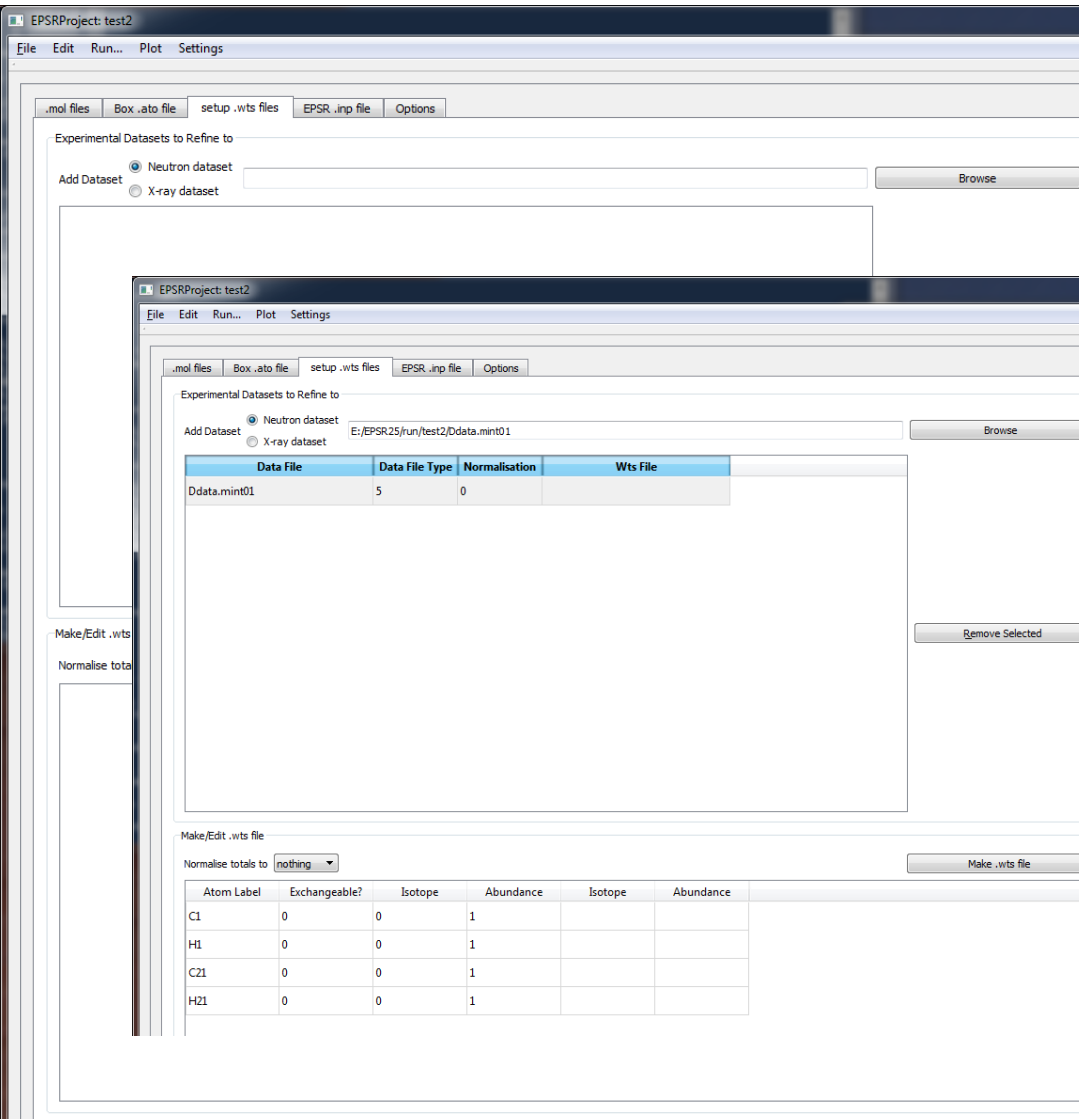 EPSRProject: test2
File Edit Run... Plot Settings
.mol files Box .ato file setup .wts files EPSR .inp file Options
Experimental Datasets to Refine to
Neutron dataset
Add Dataset Browse
X-ray dataset
Make/Edit .wts
Normalise tota
EPSRProject: test2
File Edit Run... Plot Settings
.mol files Box .ato file setup .wts files EPSR .inp file Options
Experimental Datasets to Refine to
Neutron dataset
Add Dataset E:/EPSR25/run/test2/Ddata.mint01 Browse
X-ray dataset
Data File Data File Type Normalisation Wts File
Ddata.mint01 5 0
Remove Selected
Make/Edit .wts file
Normalise totals to nothing Make .wts file
Atom Label Exchangeable? Isotope Abundance Isotope Abundance
C1 0 0 1
H1 0 0 1
C21 0 0 1
H21 0 0 1